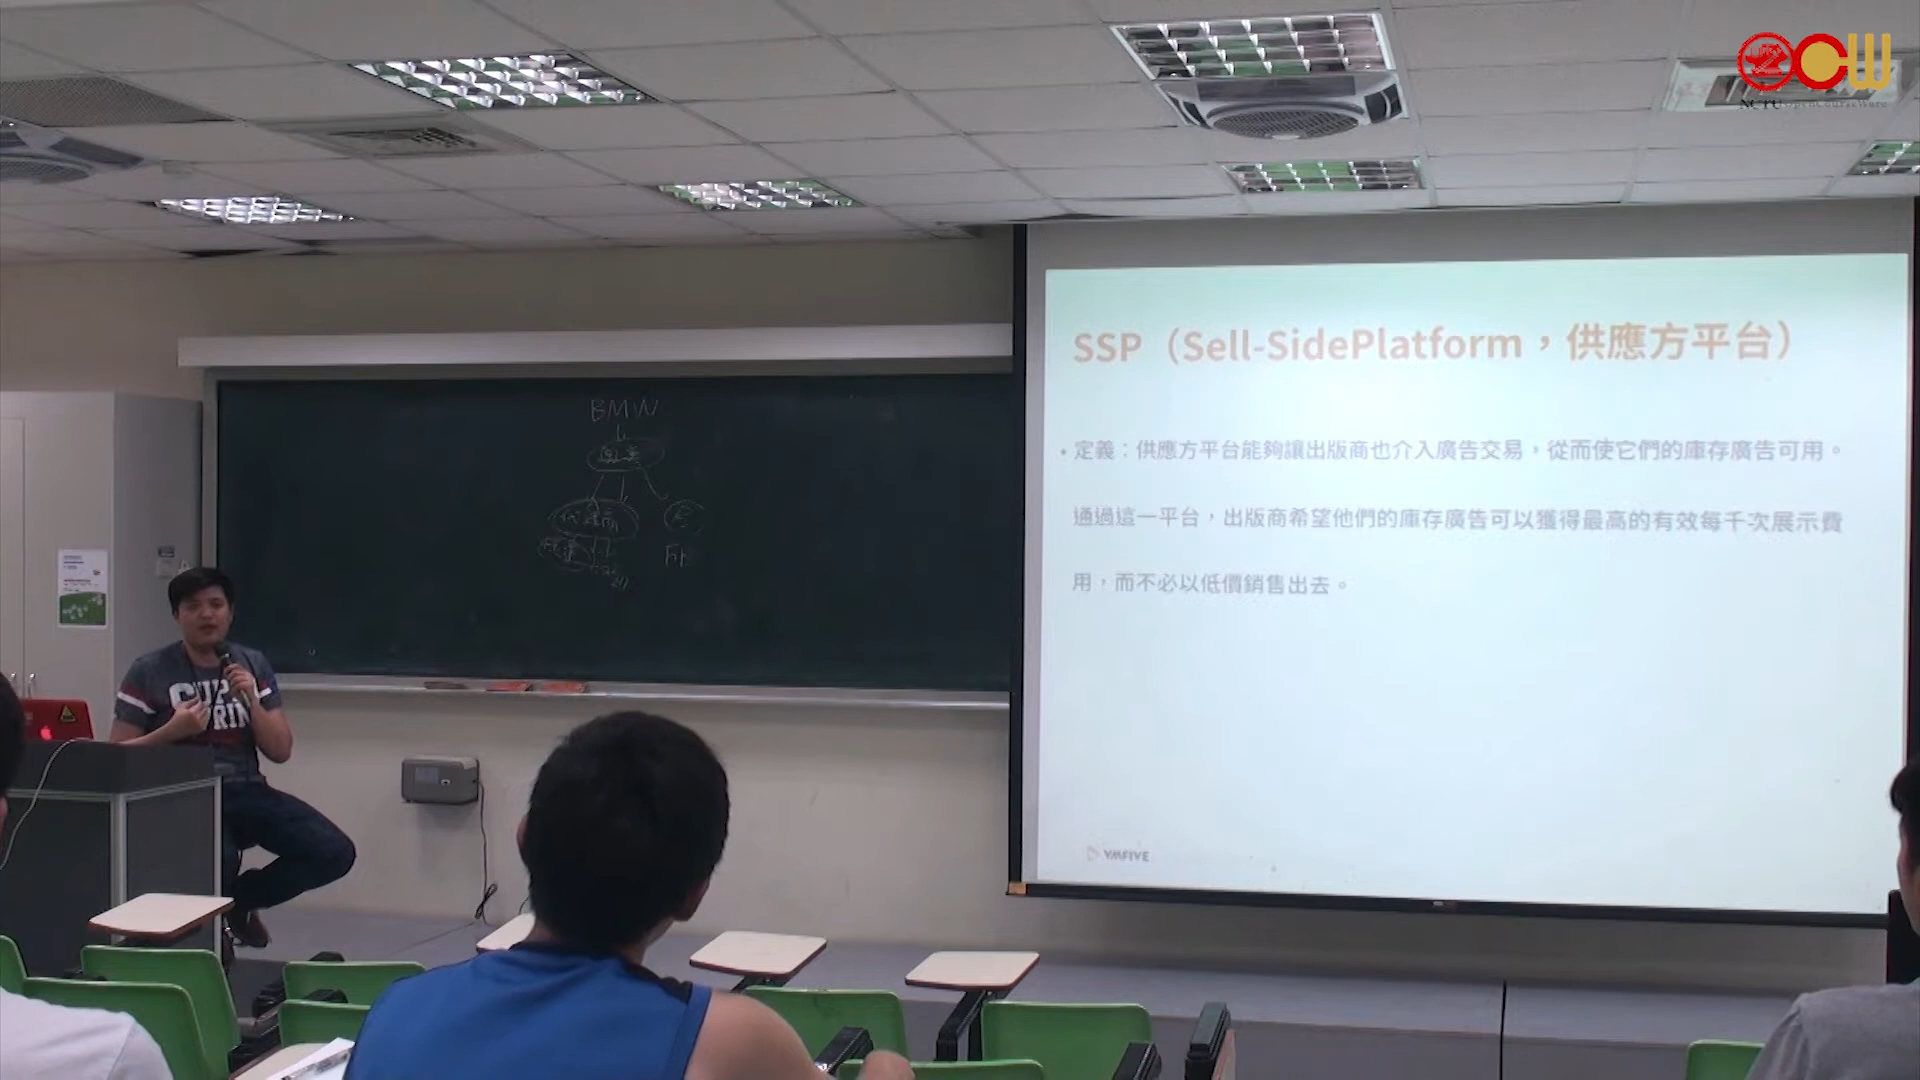 CW
NCTU OpenCourseWare
BMW
SSP（Sell-SidePlatform，供應方平台）
• 定義：供應方平台能夠讓出版商也介入廣告交易，從而使它們的庫存廣告可用。
通過這一平台，出版商希望他們的庫存廣告可以獲得最高的有效每千次展示費
用，而不必以低價銷售出去。
VMFIVE